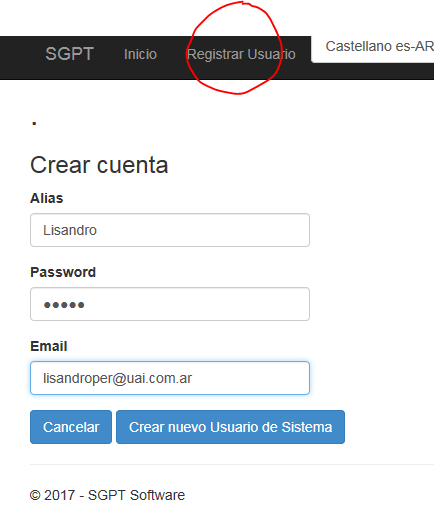 SGPT Inicio Registrar Usuario Castellano es-AR
.
Crear cuenta
Alias
Lisandro
Password
●●●●●
Email
lisandroper@uai.com.ar
Cancelar Crear nuevo Usuario de Sistema
© 2017 - SGPT Software